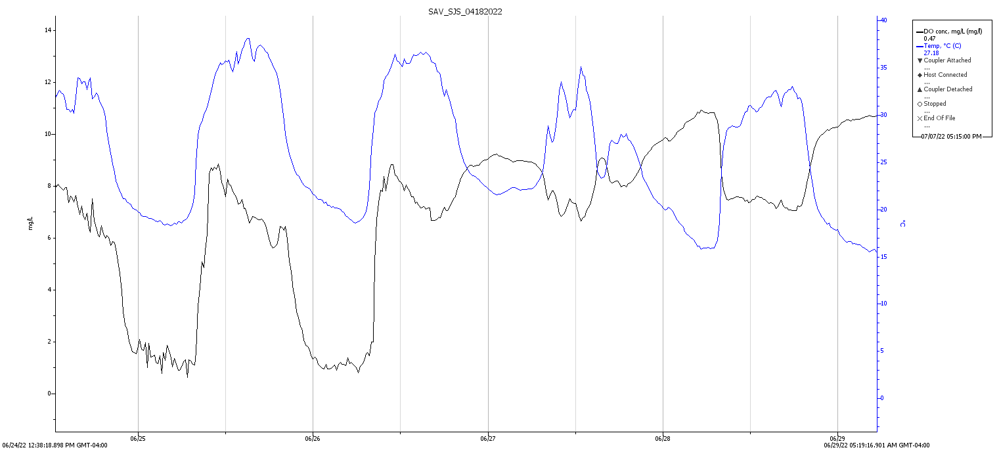 SAV_SJS_04182022
14
12
10
8
6
4
2
0
mg/L
40
35
30
25
20
15
10
5
0
°C
DO conc, mg/L (mg/l)
0.47
Temp, °C (C)
27.18
Coupler Attached
...
Host Connected
...
Coupler Detached
...
Stopped
...
End Of File
...
07/07/22 05:15:00 PM
06/25
06/26
06/27
06/28
06/29
06/24/22 12:38:18.898 PM GMT-04:00
06/29/22 05:19:16.901 AM GMT-04:00